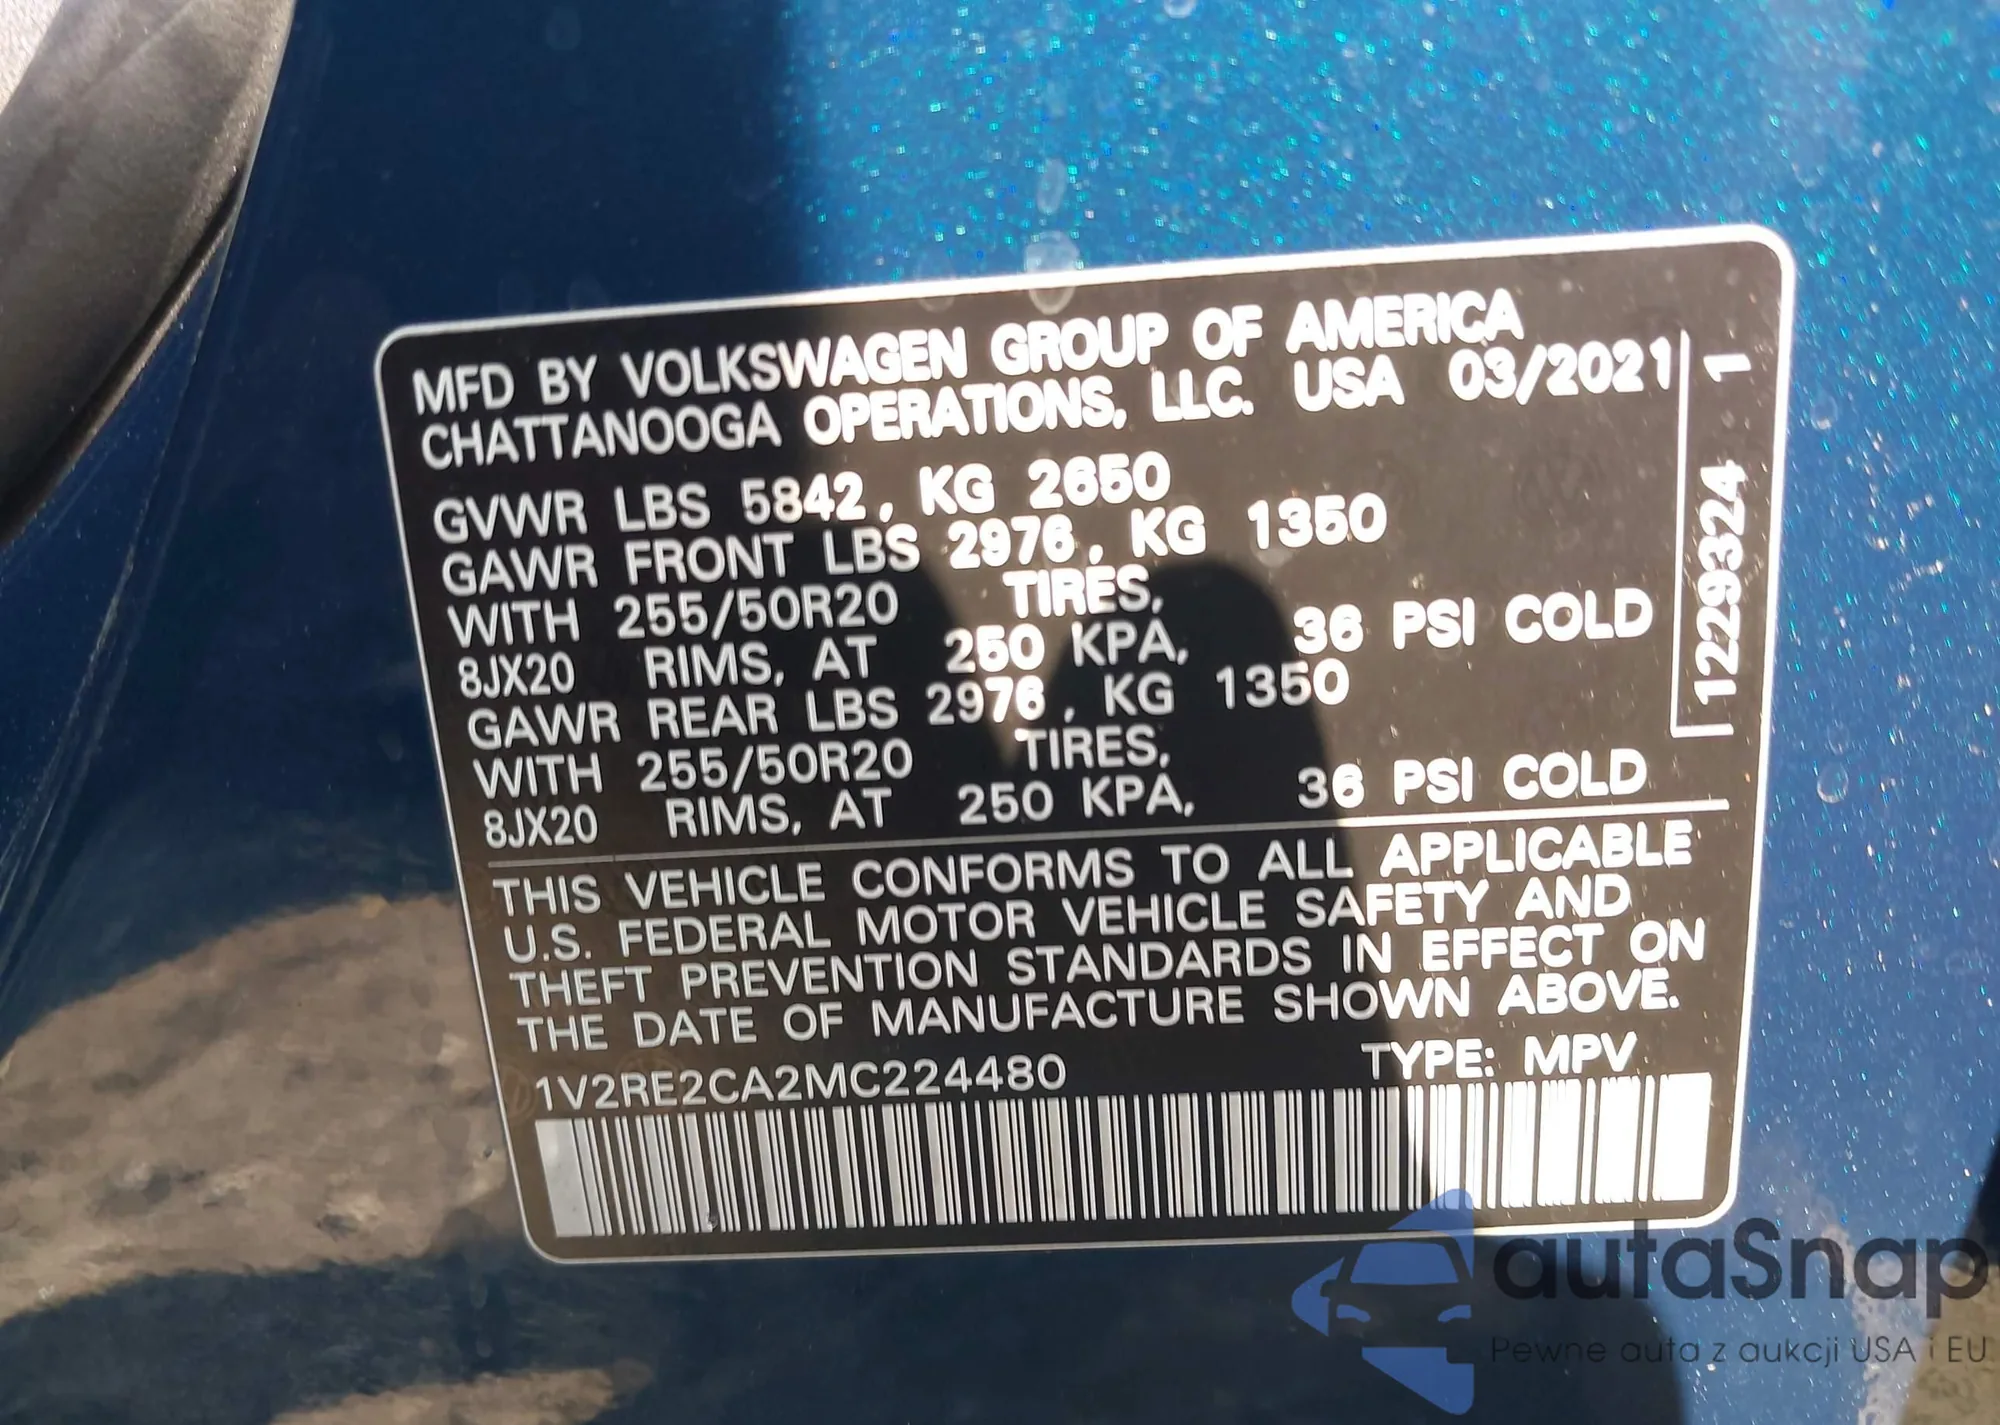 MFD BY VOLKSWAGEN GROUP OF AMERICA
CHATTANOOGA OPERATIONS, LLC. USA 03/2021
GVWR LBS 5842, KG 2650
GAWR FRONT LBS 2976, KG 1350
WITH 255/50R20 TIRES,
8JX20 RIMS, AT 250 KPA, 36 PSI COLD
GAWR REAR LBS 2976, KG 1350
WITH 255/50R20 TIRES,
8JX20 RIMS, AT 250 KPA, 36 PSI COLD
THIS VEHICLE CONFORMS TO ALL APPLICABLE
U.S. FEDERAL MOTOR VEHICLE SAFETY AND
THEFT PREVENTION STANDARDS IN EFFECT ON
THE DATE OF MANUFACTURE SHOWN ABOVE.
1V2RE2CA2MC224480 TYPE: MPV
1229324 1
autaSnap
Pewne auta z aukcji USA i EU